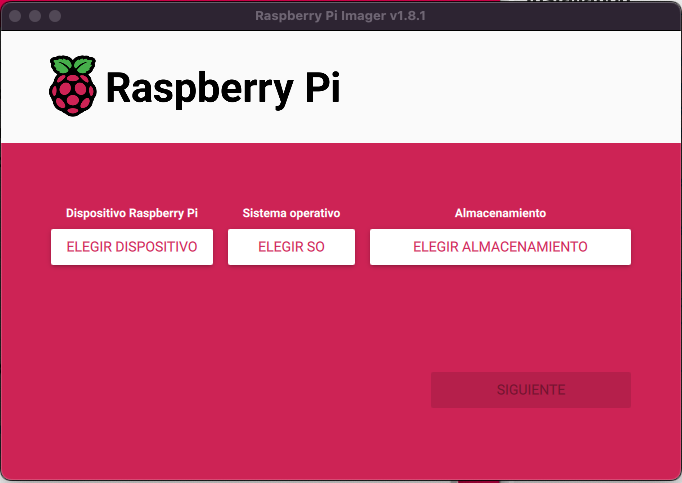 Raspberry Pi Imager v1.8.1
Raspberry Pi
Dispositivo Raspberry Pi
Sistema operativo
Almacenamiento
ELEGIR DISPOSITIVO
ELEGIR SO
ELEGIR ALMACENAMIENTO
SIGUIENTE